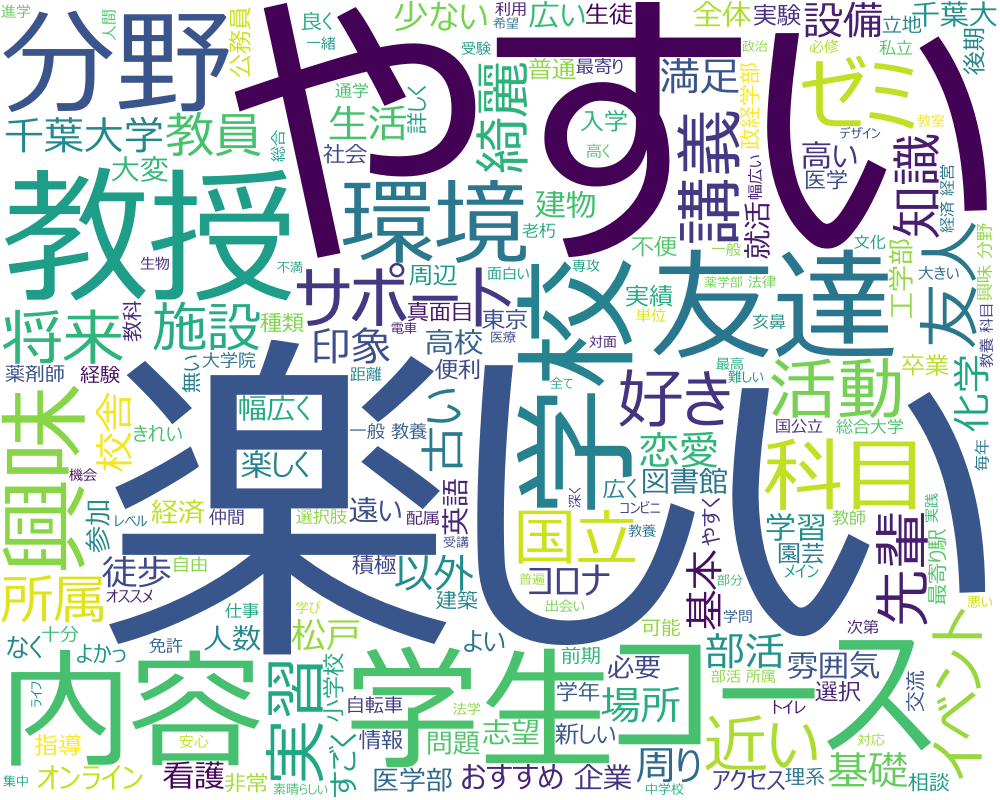 進学
人間
公務員
少ない
利用
希望
広い
生徒
全体
実験
設備
立地
千葉大
分野
やすい
良く
一緒
受験
普通
最寄り
満足
政治
必修
私立
後期
ゼミ
千葉大学
教員
生活
通学
詳しく
綺麗
入学
講義
政経学部
デザイン
教室
大変
総合
社会
高く
高い
医学
知識
幅広い
経済 経営
教授
環境
建物
老朽
不便
就活
一般
文化
工学部
友人
大きい
興味 分野
生物
不満
サポート
周辺
面白い
専攻
学校
友達
薬学部 法律
将来
教科
施設
種類
印象
真面目
電車
東京
医療
実績
単位
亥鼻
対面
高校
便利
薬剤師
経験
無い
大学院
距離
全て
好き
最高
難しい
活動
卒業
化学
教養 科目
興味
校舎
きれい
幅広く
楽しい
一般 教養
古い
恋愛
国公立
総合大学
科目
毎年
楽しく
機会
深く
広く
図書館
コンビニ
参加
レベル
経済
仲間
選択肢
遠い
配属
英語
受講
国立
教養
やすく
学習
教師
先輩
実践
最寄り駅
園芸
メイン
所属
徒歩
オススメ
自由
積極
以外
建築
コロナ
普遍
出会い
基本
部分
学問
悪い
仕事
学び
なく
十分
よかっ
免許
人数
松戸
よい
前期
可能
必要
部活
次第
雰囲気
イベント
内容
ライフ
安心
実習
小学校
学生
コース
自転車
法学
志望
学年
場所
部活 所属
選択
トイレ
交流
近い
指導
すごく
情報
問題
新しい
周り
対応
基礎
集中
オンライン
看護
非常
素晴らしい
医学部
おすすめ
企業
中学校
アクセス
理系
相談